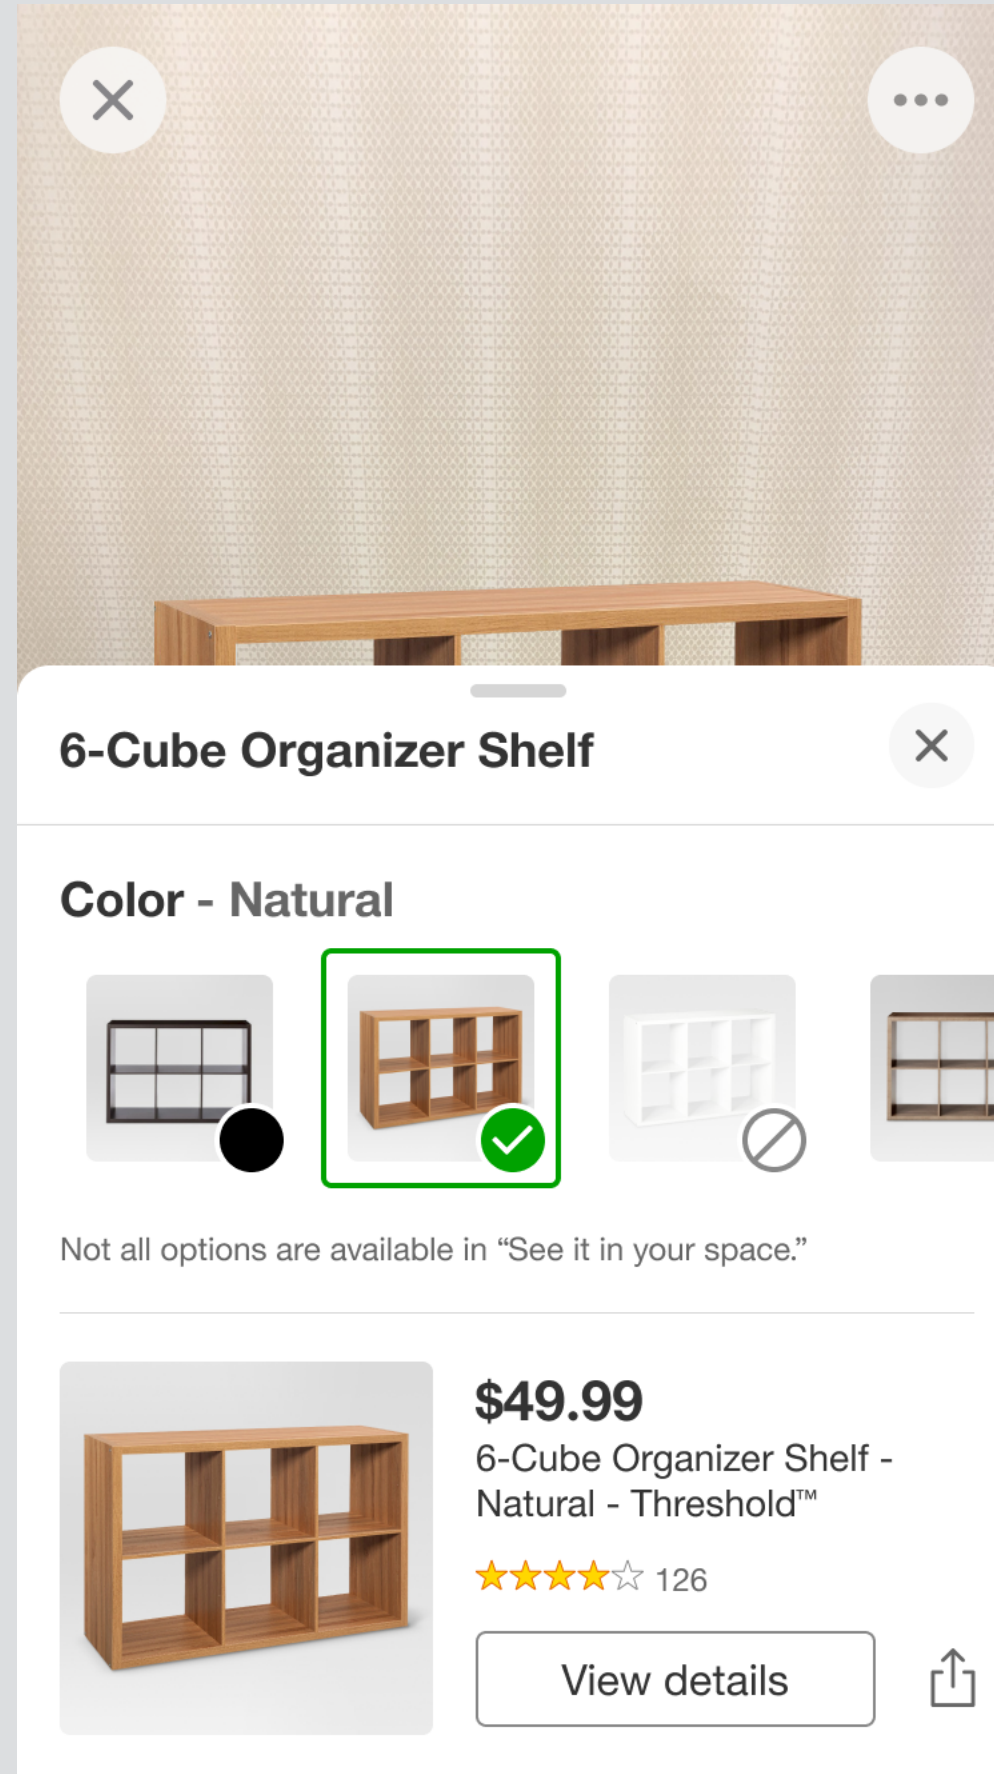 6-Cube Organizer Shelf
Color - Natural
Not all options are available in “See it in your space.”
$49.99
6-Cube Organizer Shelf -
Natural - Threshold™
126
View details